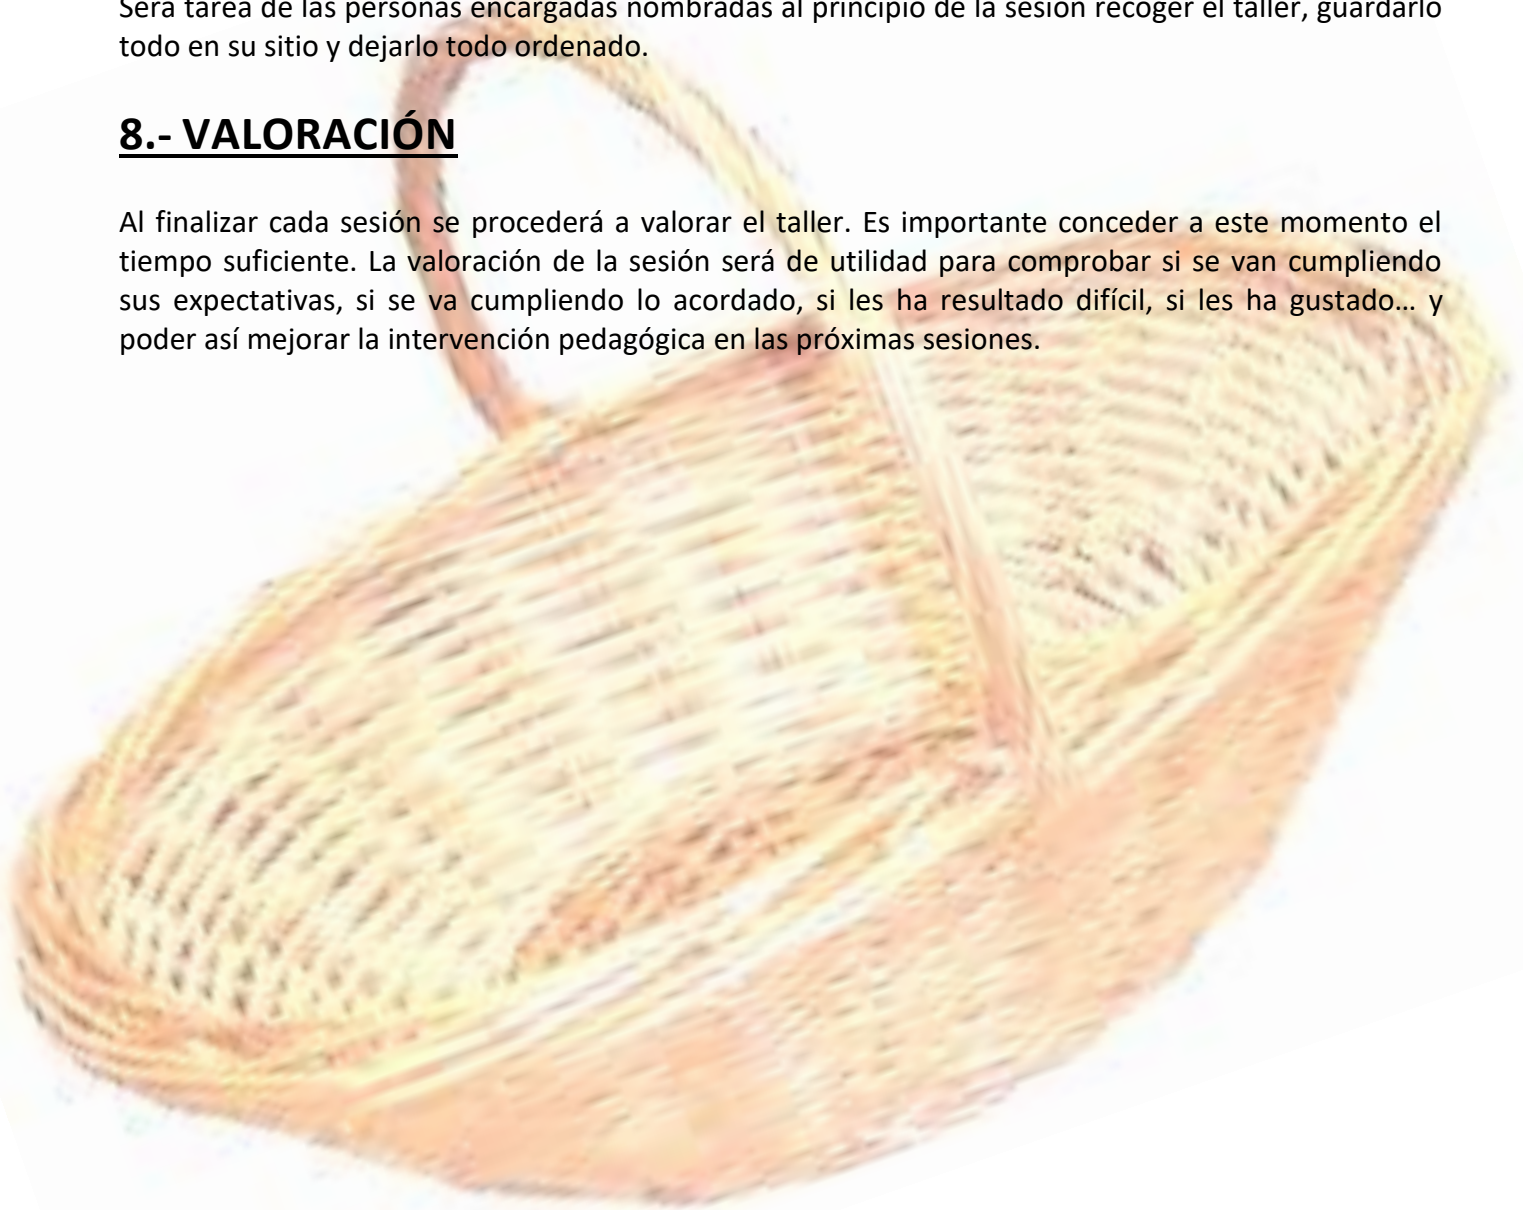 Será tarea de las personas encargadas nombradas al principio de la sesión recoger el taller, guardarlo
todo en su sitio y dejarlo todo ordenado.
8.- VALORACIÓN
Al finalizar cada sesión se procederá a valorar el taller. Es importante conceder a este momento el
tiempo suficiente. La valoración de la sesión será de utilidad para comprobar si se van cumpliendo
sus expectativas, si se va cumpliendo lo acordado, si les ha resultado difícil, si les ha gustado… y
poder así mejorar la intervención pedagógica en las próximas sesiones.